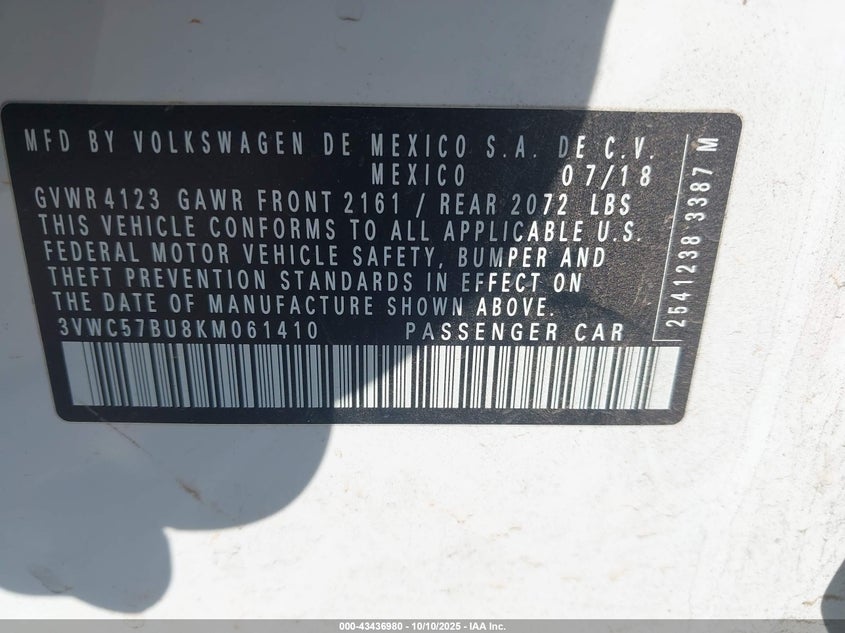 MFD BY VOLKSWAGEN DE MEXICO S.A. DE C.V.
MEXICO 07/18
GVWR 4123 GAWR FRONT 2161 / REAR 2072 LBS
THIS VEHICLE CONFORMS TO ALL APPLICABLE U.S.
FEDERAL MOTOR VEHICLE SAFETY, BUMPER AND
THEFT PREVENTION STANDARDS IN EFFECT ON
THE DATE OF MANUFACTURE SHOWN ABOVE.
3VWC57BU8KM061410 PASSENGER CAR
2541238 3387 M
000-43436980 - 10/10/2025 - IAA Inc.